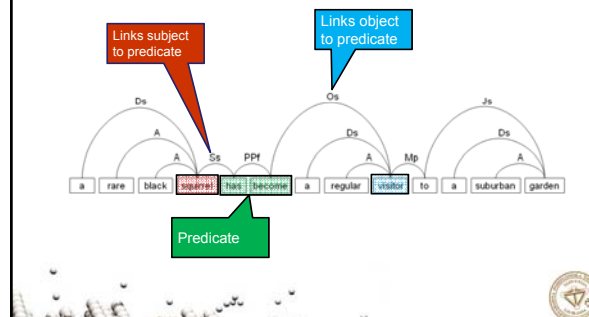 Links subject
to predicate
Links object
to predicate
Os
Ds
Js
A
Ds
Ds
A
Ss
PPf
A
Mp
A
a rare black squirrel has become a regular visitor to a suburban garden
Predicate